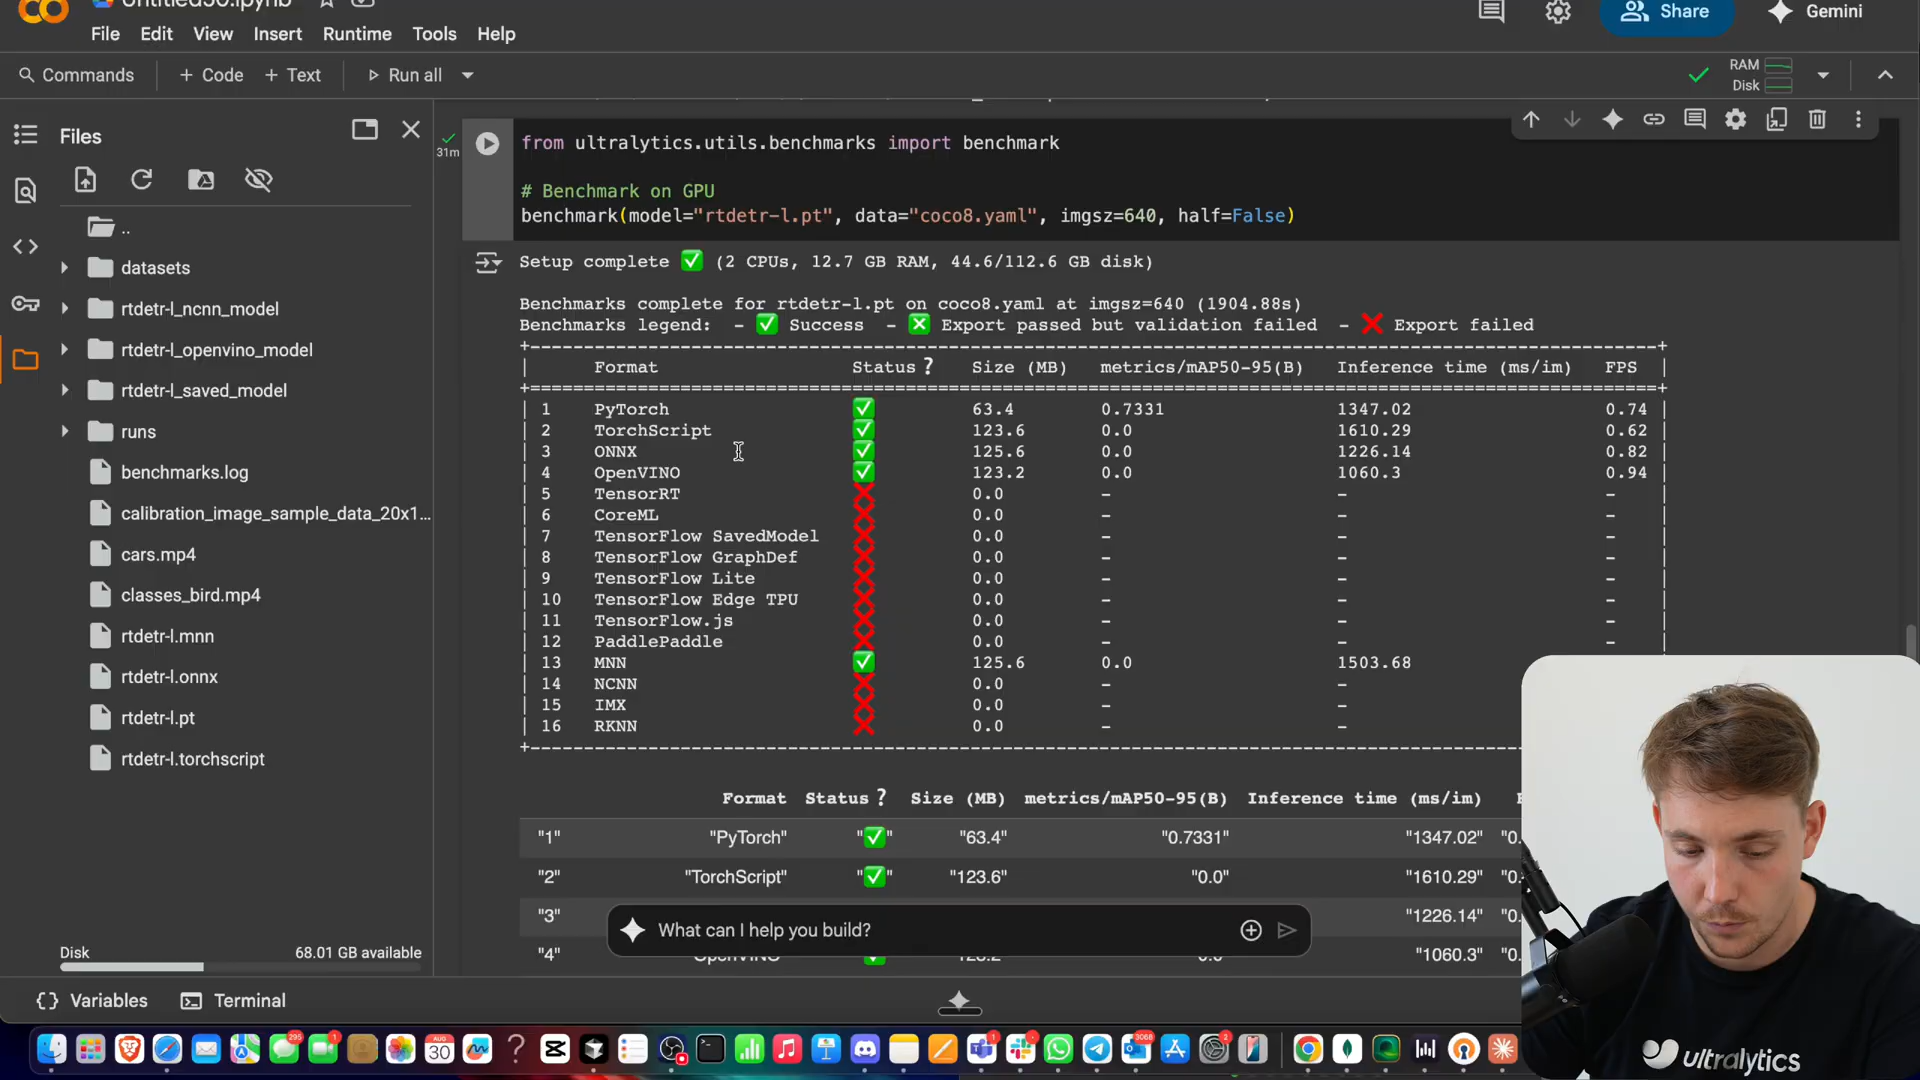 Untitled30.ipynb
Share
Gemini
File Edit View Insert Runtime Tools Help
Commands + Code + Text Run all
RAM
Disk
Files
..
datasets
rtdetr-l_ncnn_model
rtdetr-l_openvino_model
rtdetr-l_saved_model
runs
benchmarks.log
calibration_image_sample_data_20x1...
cars.mp4
classes_bird.mp4
rtdetr-l.mnn
rtdetr-l.onnx
rtdetr-l.pt
rtdetr-l.torchscript
Disk 68.01 GB available
31m
from ultralytics.utils.benchmarks import benchmark
# Benchmark on GPU
benchmark(model="rtdetr-l.pt", data="coco8.yaml", imgsz=640, half=False)
Setup complete ✅ (2 CPUs, 12.7 GB RAM, 44.6/112.6 GB disk)
Benchmarks complete for rtdetr-l.pt on coco8.yaml at imgsz=640 (1904.88s)
Benchmarks legend: - ✅ Success - ❎ Export passed but validation failed - ❌ Export failed
Format Status❔ Size (MB) metrics/mAP50-95(B) Inference time (ms/im) FPS
1 PyTorch ✅ 63.4 0.7331 1347.02 0.74
2 TorchScript ✅ 123.6 0.0 1610.29 0.62
3 ONNX ✅ 125.6 0.0 1226.14 0.82
4 OpenVINO ✅ 123.2 0.0 1060.3 0.94
5 TensorRT ❌ 0.0 - - -
6 CoreML ❌ 0.0 - - -
7 TensorFlow SavedModel ❌ 0.0 - - -
8 TensorFlow GraphDef ❌ 0.0 - - -
9 TensorFlow Lite ❌ 0.0 - - -
10 TensorFlow Edge TPU ❌ 0.0 - - -
11 TensorFlow.js ❌ 0.0 - - -
12 PaddlePaddle ❌ 0.0 - - -
13 MNN ✅ 125.6 0.0 1503.68
14 NCNN ❌ 0.0 - -
15 IMX ❌ 0.0 - -
16 RKNN ❌ 0.0 - -
Format Status❔ Size (MB) metrics/mAP50-95(B) Inference time (ms/im)
"1" "PyTorch" "✅" "63.4" "0.7331" "1347.02" "0.
"2" "TorchScript" "✅" "123.6" "0.0" "1610.29" "0.
"3" "1226.14" "0.
"4" "1060.3" "0.
What can I help you build?
Variables Terminal
295
1
AUG
30
1
3068
2
ultralytics